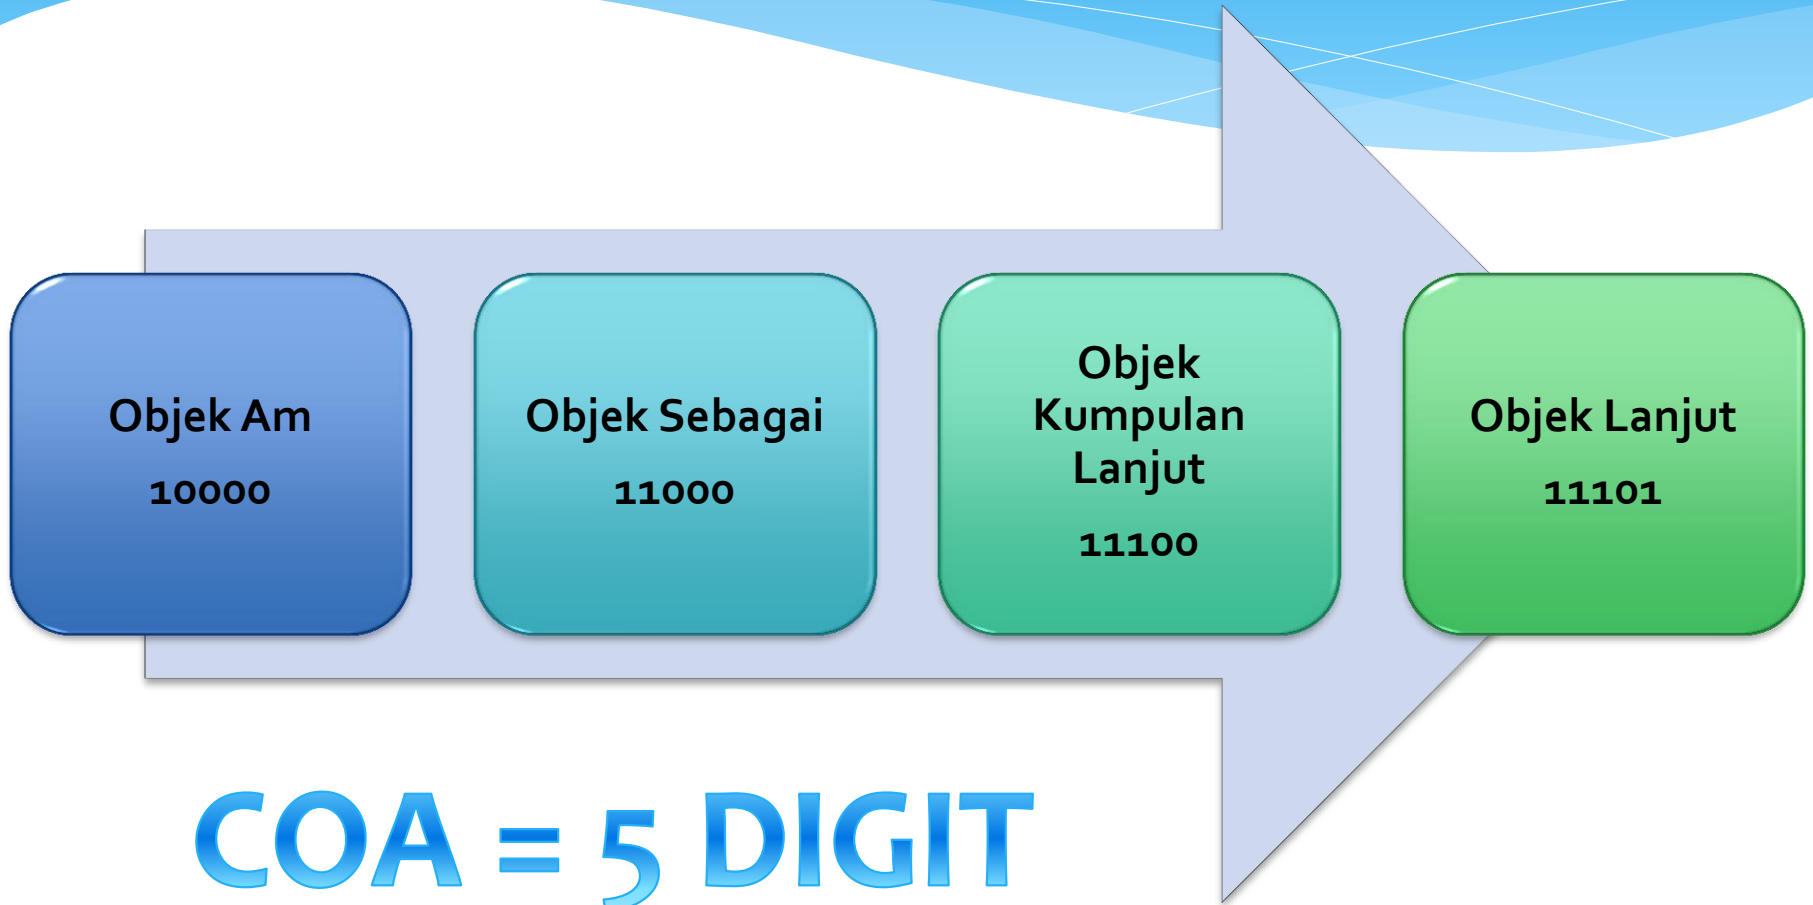 Objek Am
10000
Objek Sebagai
11000
Objek
Kumpulan
Lanjut
11100
Objek Lanjut
11101
COA = 5 DIGIT